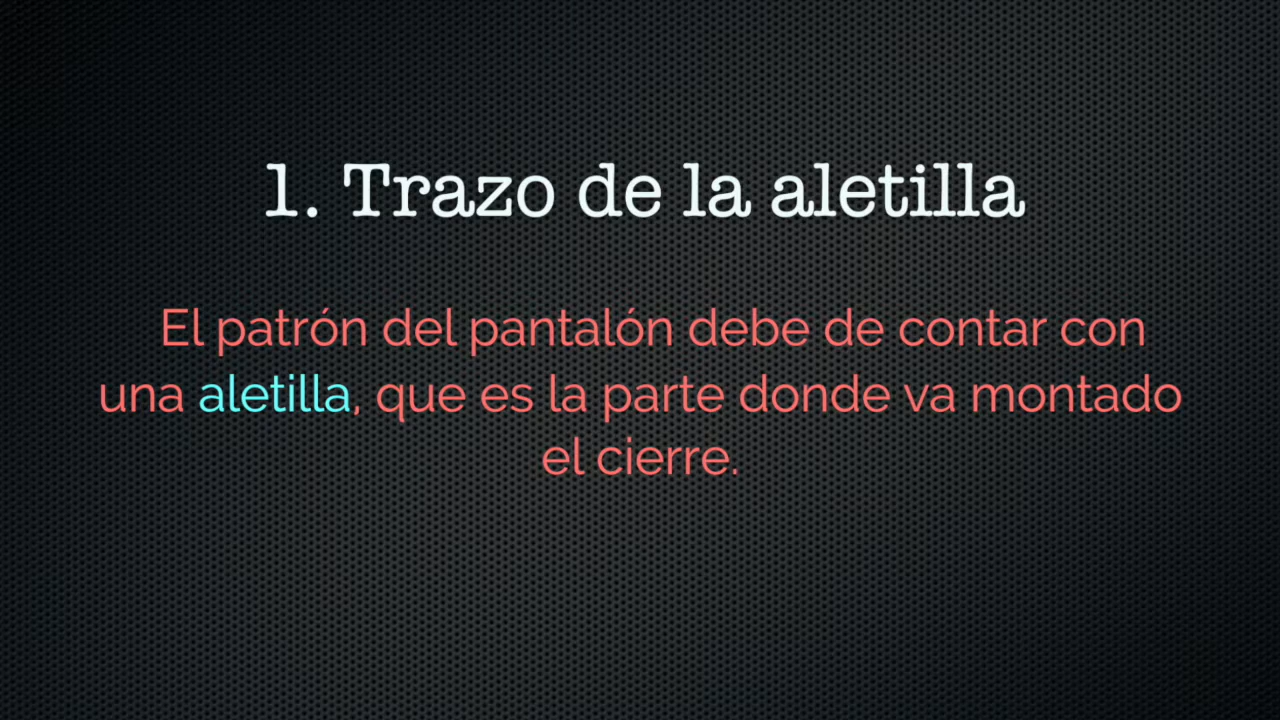 1. Trazo de la aletilla
El patrón del pantalón debe de contar con
una aletilla, que es la parte donde va montado
el cierre.